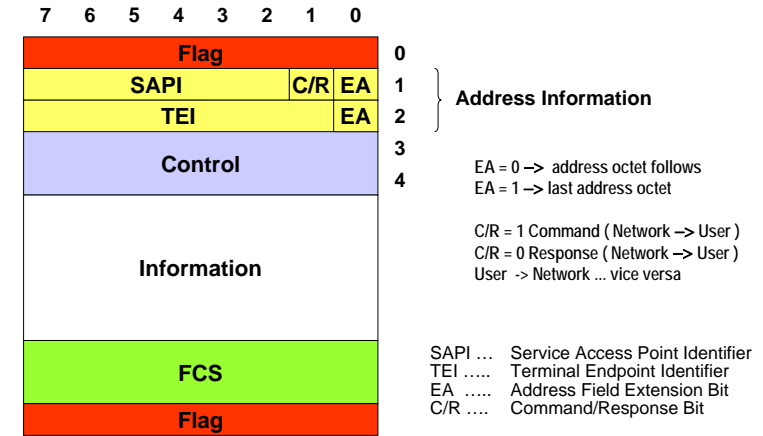 7 6 5 4 3 2 1 0
Flag 0
SAPI C/R EA 1
Address Information
TEI EA 2
3
Control
4
EA = 0 –> address octet follows
EA = 1 –> last address octet
C/R = 1 Command ( Network –> User )
C/R = 0 Response ( Network –> User )
User -> Network ... vice versa
Information
SAPI … Service Access Point Identifier
TEI ….. Terminal Endpoint Identifier
FCS
EA ….. Address Field Extension Bit
C/R …. Command/Response Bit
Flag